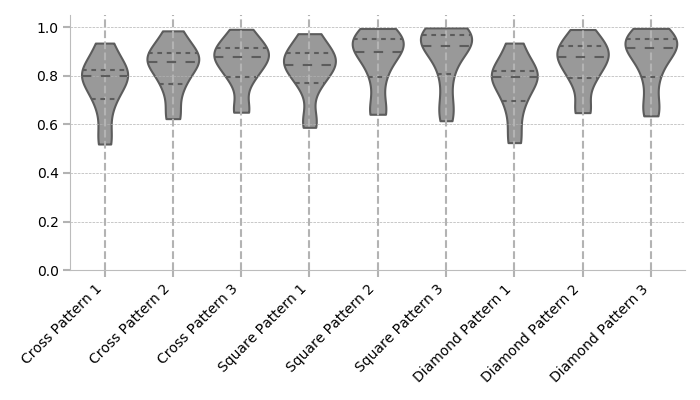 1.0
0.8
0.6
0.4
0.2
0.0
Cross Pattern 1
Cross Pattern 2
Cross Pattern 3
Square Pattern 1
Square Pattern 2
Square Pattern 3
Diamond Pattern 1
Diamond Pattern 2
Diamond Pattern 3